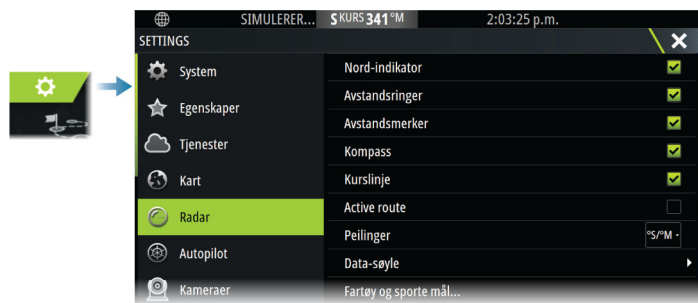 SIMULERER... S KURS 341 °M 2:03:25 p.m.
SETTINGS
System
Egenskaper
Tjenester
Kart
Radar
Autopilot
Kameraer
Nord-indikator
Avstandsringer
Avstandsmerker
Kompass
Kurslinje
Active route
Peilinger °S/°M
Data-søyle
Fartøy og sporte mål...